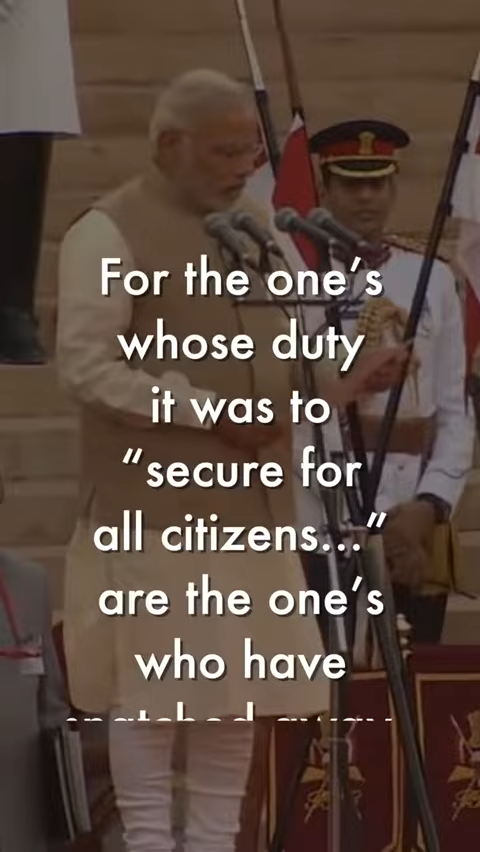 For the one’s
whose duty
it was to
“secure for
all citizens...”
are the one’s
who have